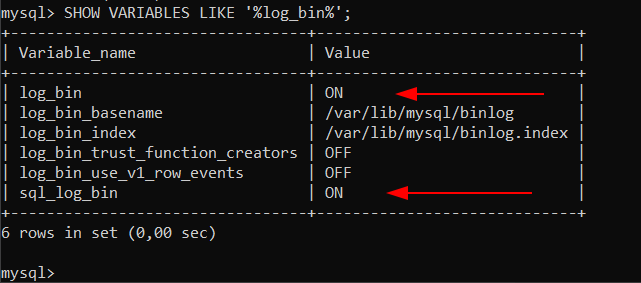 mysql> SHOW VARIABLES LIKE '%log_bin%';
+---------------------------------+-----------------------------+
| Variable_name                   | Value                       |
+---------------------------------+-----------------------------+
| log_bin                         | ON                          |
| log_bin_basename                | /var/lib/mysql/binlog       |
| log_bin_index                   | /var/lib/mysql/binlog.index |
| log_bin_trust_function_creators | OFF                         |
| log_bin_use_v1_row_events       | OFF                         |
| sql_log_bin                     | ON                          |
+---------------------------------+-----------------------------+
6 rows in set (0,00 sec)
mysql>